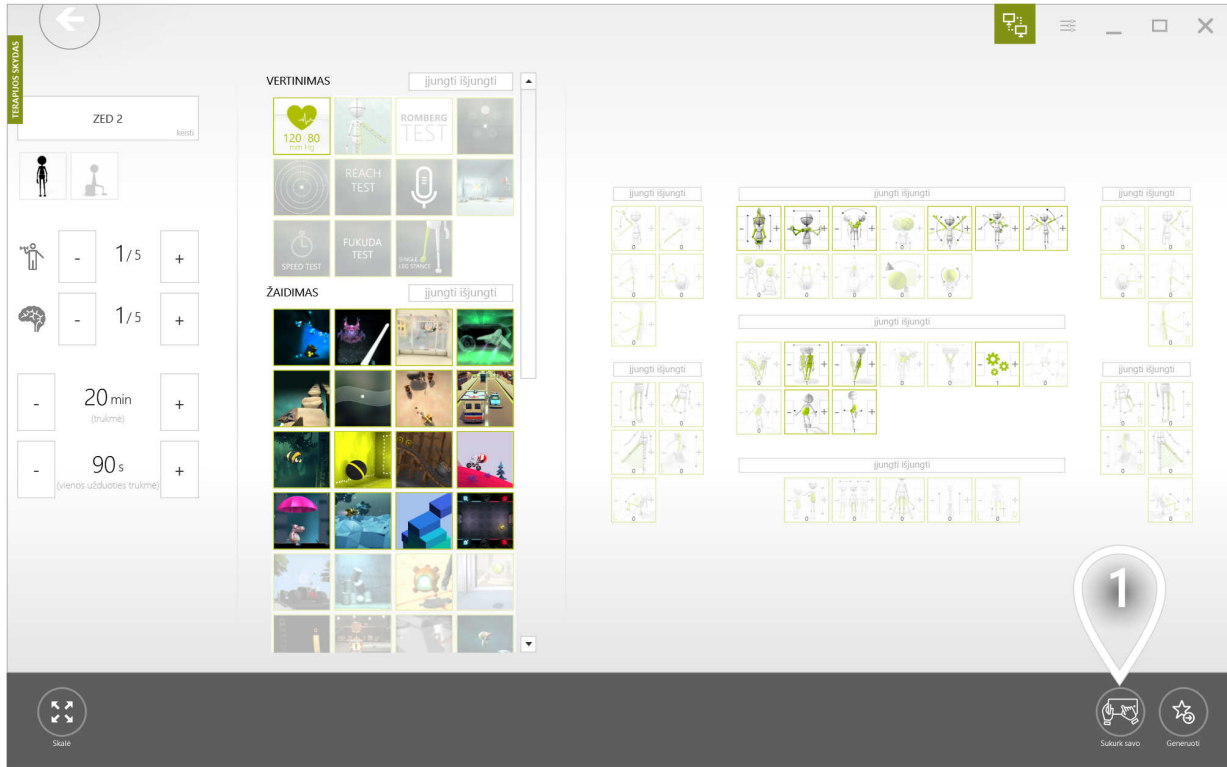 TERAPIJOS SKYDAS
ZED 2
keisti
- 1/5 +
- 1/5 +
- 20 min +
(trukmė)
- 90 s +
(vienos užduoties trukmė)
VERTINIMAS
įjungti išjungti
120 80
mm Hg
ROMBERG
TEST
REACH
TEST
SPEED TEST
FUKUDA
TEST
SINGLE
LEG STANCE
ŽAIDIMAS
įjungti išjungti
įjungti išjungti
įjungti išjungti
įjungti išjungti
įjungti išjungti
įjungti išjungti
įjungti išjungti
įjungti išjungti
1
Skalė
Sukurk savo
Generuoti